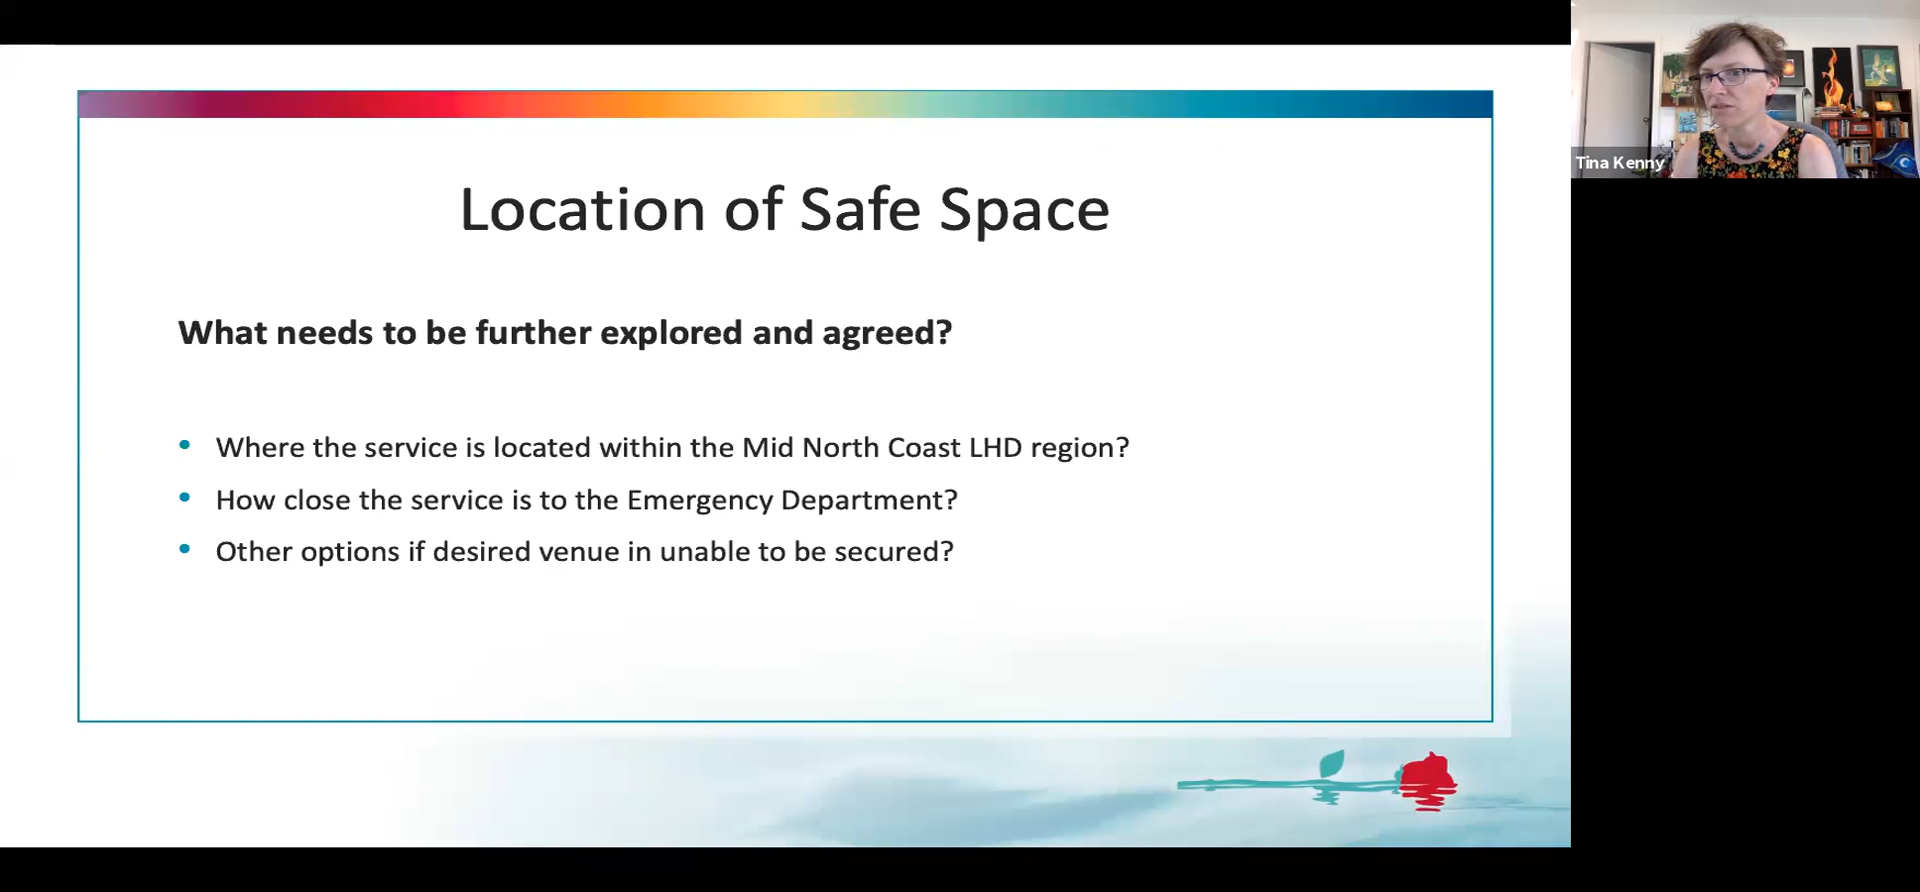 Location of Safe Space
What needs to be further explored and agreed?
• Where the service is located within the Mid North Coast LHD region?
• How close the service is to the Emergency Department?
• Other options if desired venue in unable to be secured?
Tina Kenny